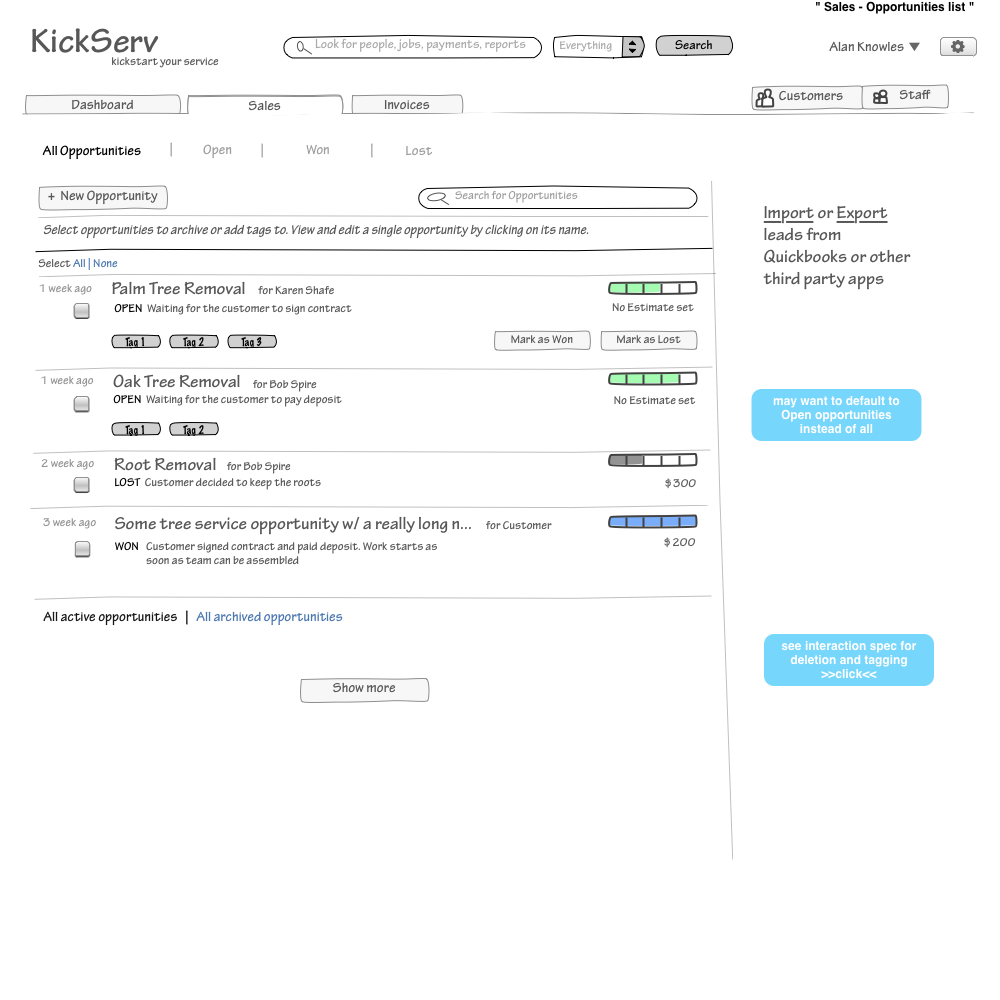 " Sales - Opportunities list "
KickServ
kickstart your service
Look for people, jobs, payments, reports
Everything
Search
Alan Knowles
Dashboard
Sales
Invoices
Customers
Staff
All Opportunities | Open | Won | Lost
+ New Opportunity
Search for Opportunities
Select opportunities to archive or add tags to. View and edit a single opportunity by clicking on its name.
Select All | None
1 week ago
Palm Tree Removal for Karen Shafe
OPEN Waiting for the customer to sign contract
No Estimate set
Tag 1
Tag 2
Tag 3
Mark as Won
Mark as Lost
1 week ago
Oak Tree Removal for Bob Spire
OPEN Waiting for the customer to pay deposit
No Estimate set
Tag 1
Tag 2
2 week ago
Root Removal for Bob Spire
LOST Customer decided to keep the roots
$300
3 week ago
Some tree service opportunity w/ a really long n... for Customer
WON Customer signed contract and paid deposit. Work starts as
soon as team can be assembled
$200
All active opportunities | All archived opportunities
Show more
Import or Export
leads from
Quickbooks or other
third party apps
may want to default to
Open opportunities
instead of all
see interaction spec for
deletion and tagging
>>click<<